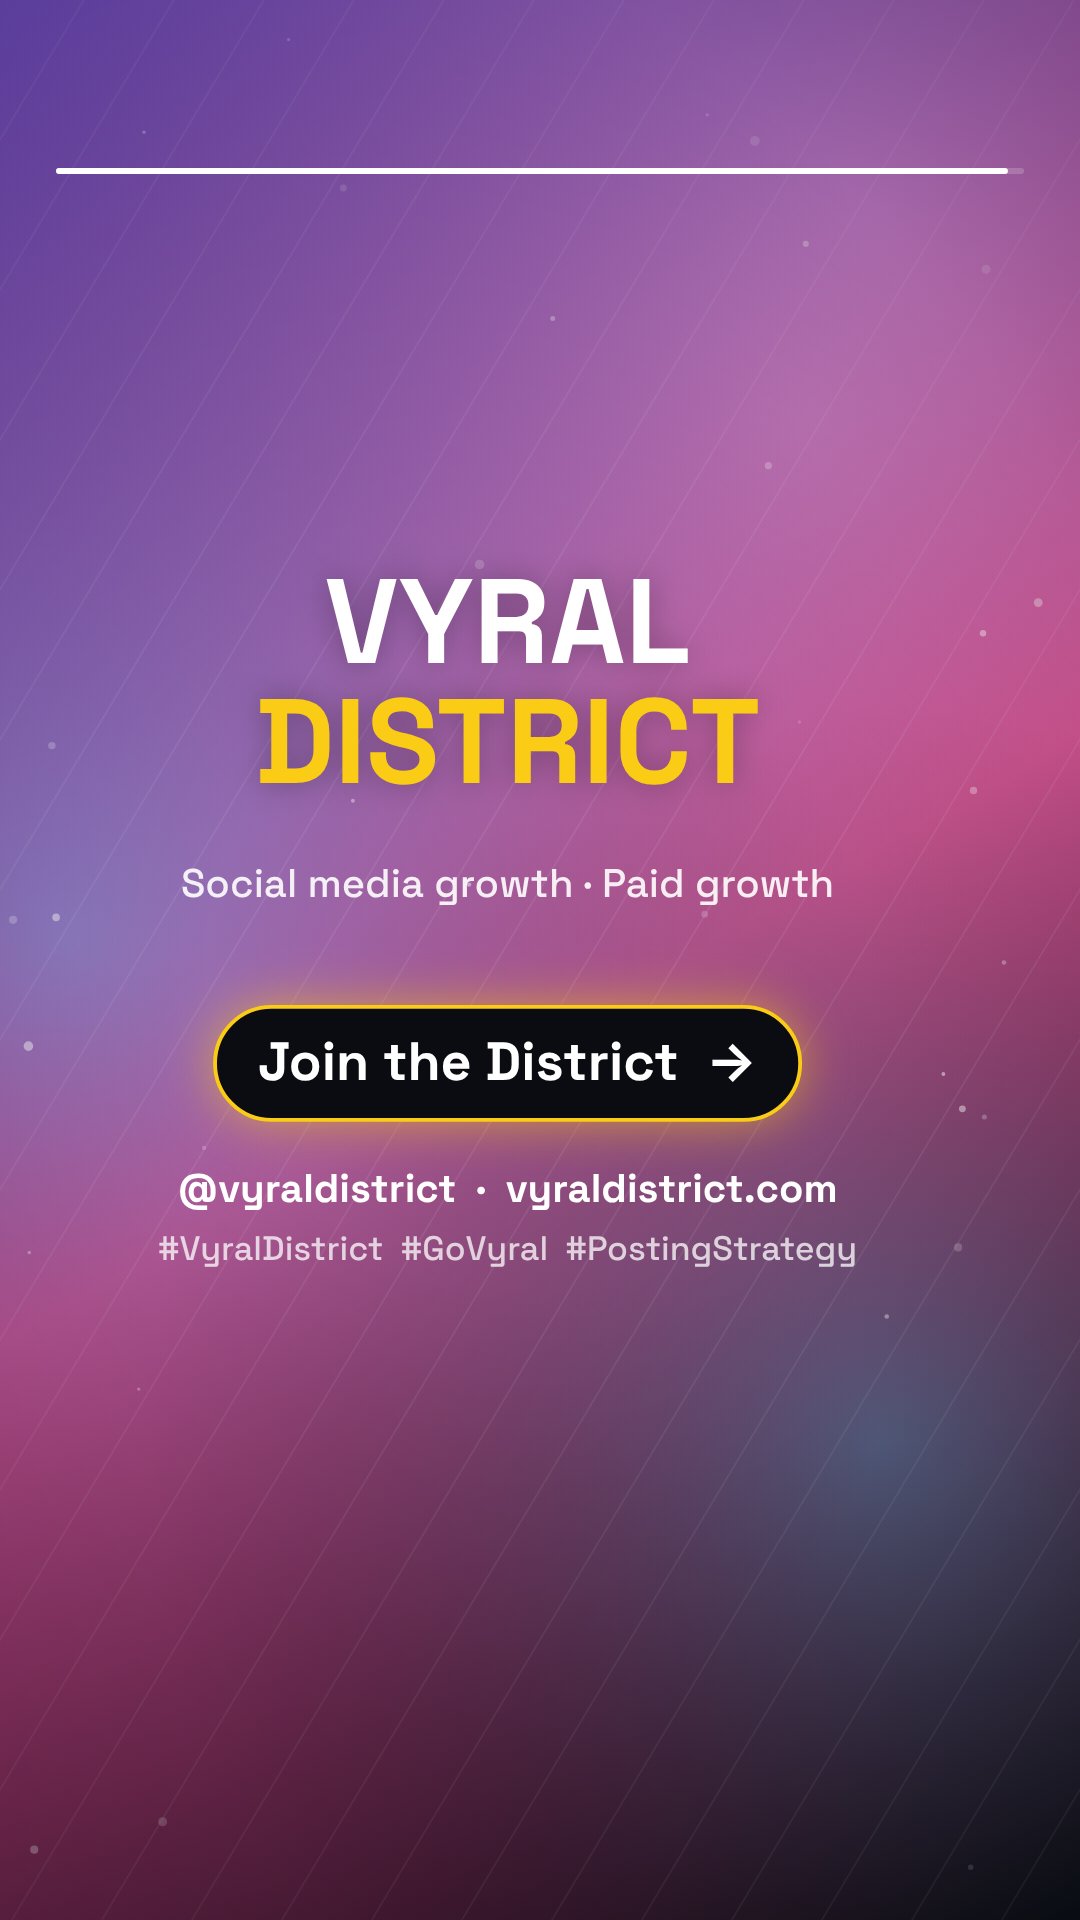 VYRAL
DISTRICT
Social media growth · Paid growth
Join the District →
@vyraldistrict · vyraldistrict.com
#VyralDistrict #GoVyral #PostingStrategy